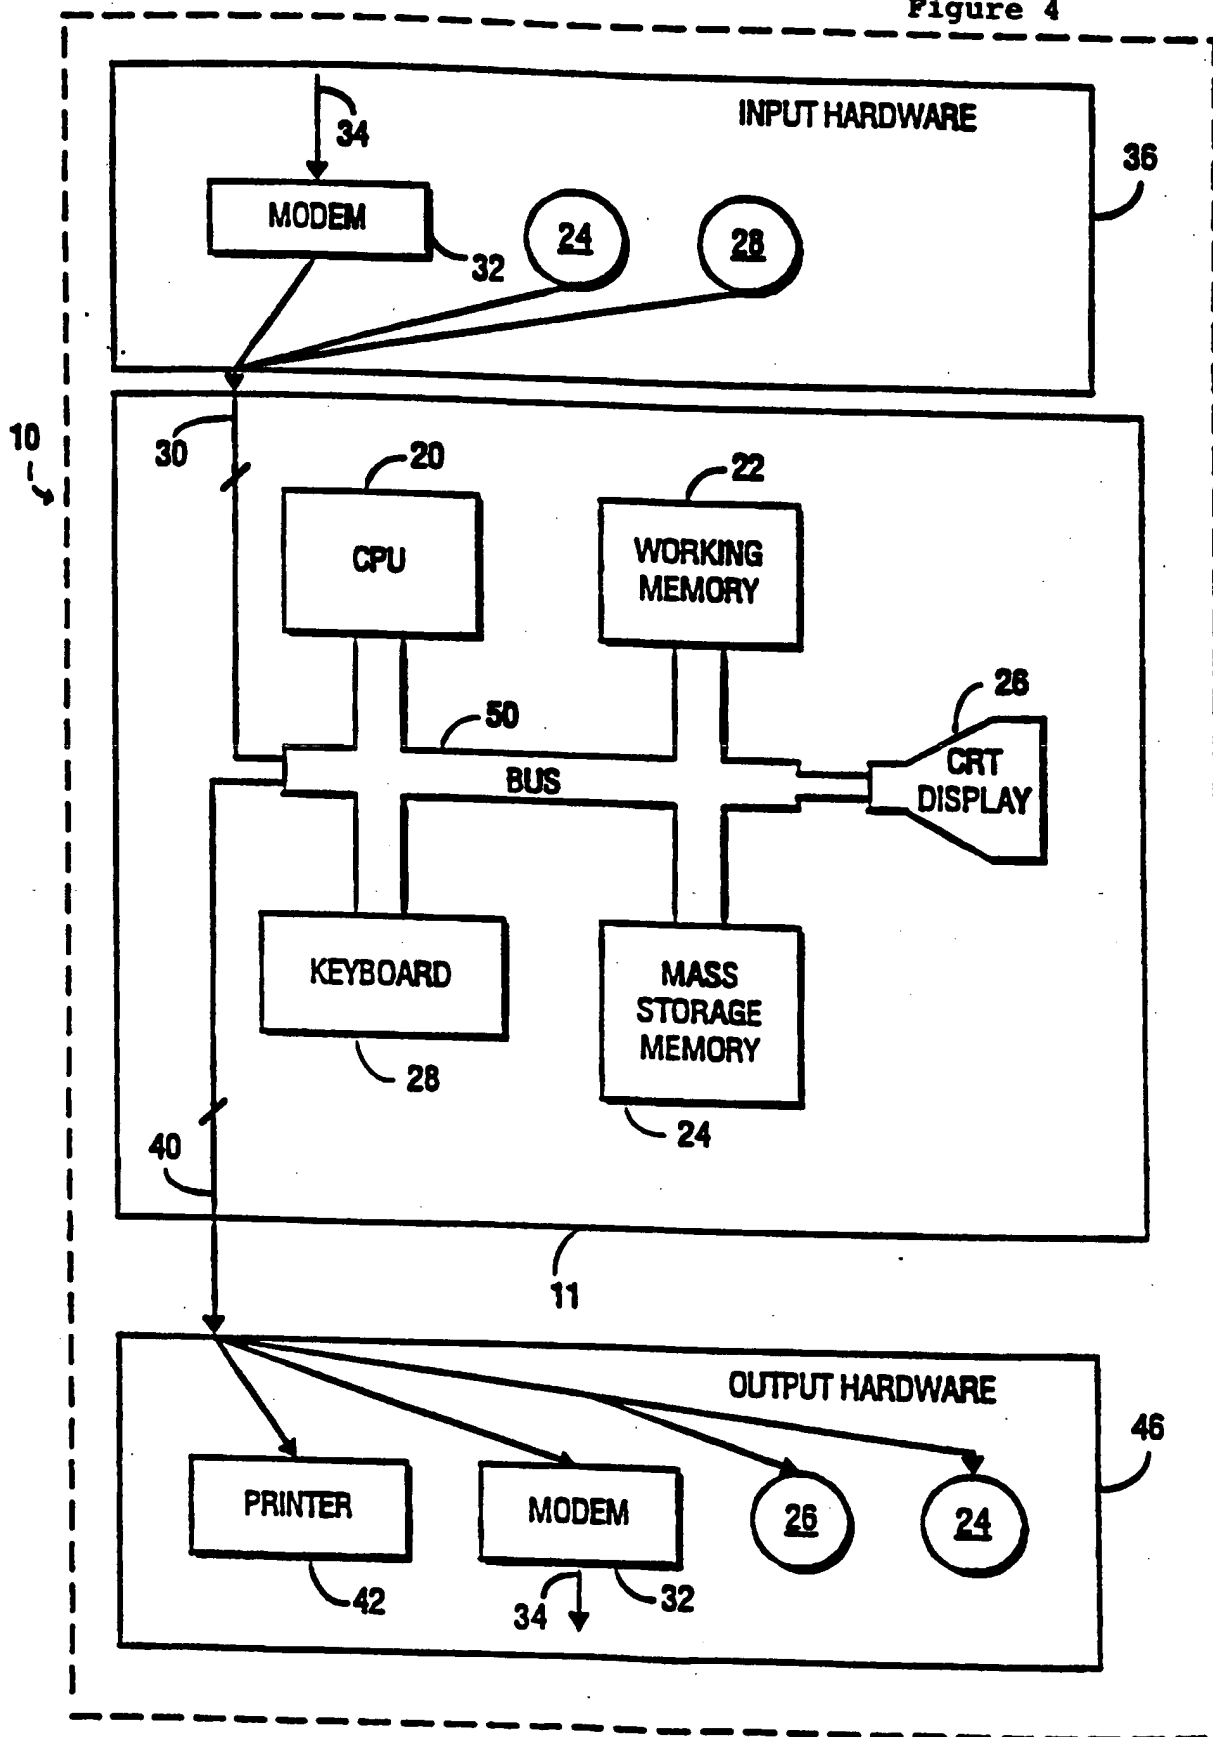 Figure 4
INPUT HARDWARE
34
36
MODEM
24
28
32
10
30
20
22
CPU
WORKING
MEMORY
26
50
CRT
DISPLAY
BUS
KEYBOARD
MASS
STORAGE
MEMORY
28
24
40
11
OUTPUT HARDWARE
46
PRINTER
MODEM
26
24
42
34
32